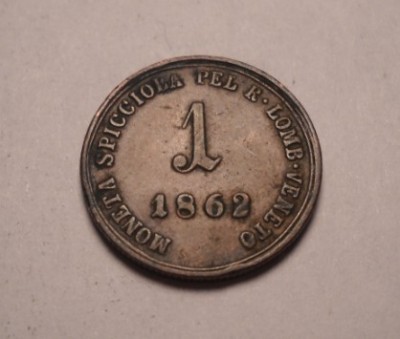 MONETA SPICCIOLA PEL R·LOMB·VENETO
1
1862